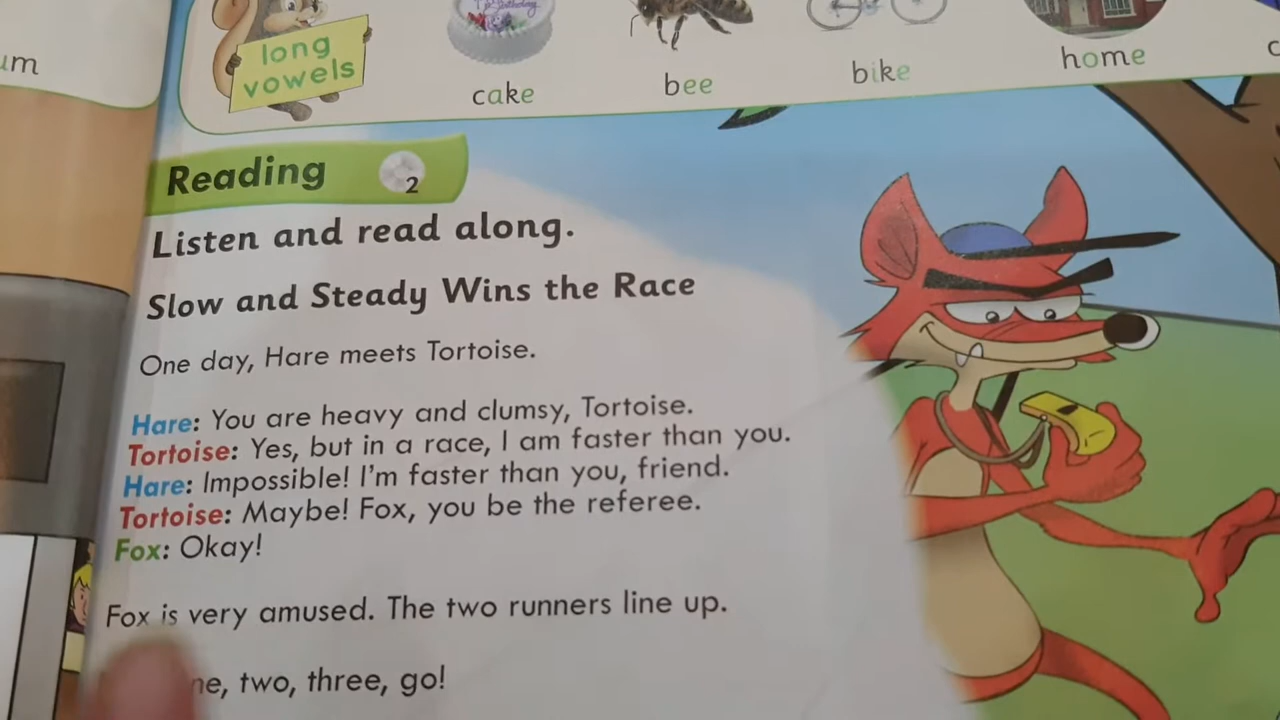 um
long
vowels
cake
bee
bike
home
Reading 2
Listen and read along.
Slow and Steady Wins the Race
One day, Hare meets Tortoise.
Hare: You are heavy and clumsy, Tortoise.
Tortoise: Yes, but in a race, I am faster than you.
Hare: Impossible! I'm faster than you, friend.
Tortoise: Maybe! Fox, you be the referee.
Fox: Okay!
Fox is very amused. The two runners line up.
ne, two, three, go!